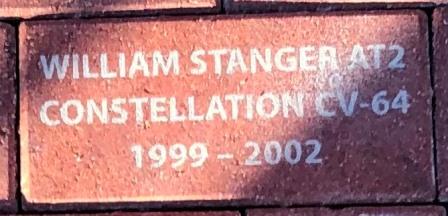 WILLIAM STANGER AT2
CONSTELLATION CV-64
1999 – 2002